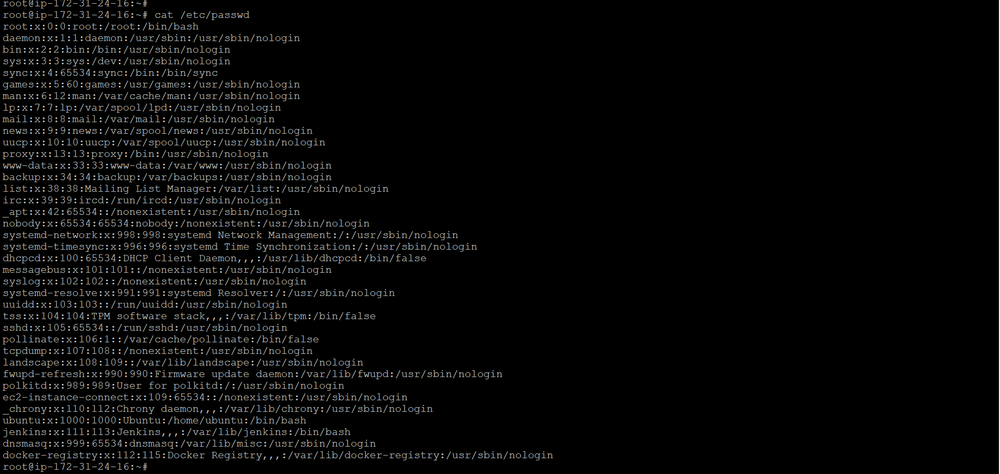 root@ip-172-31-24-16:~#
root@ip-172-31-24-16:~# cat /etc/passwd
root:x:0:0:root:/root:/bin/bash
daemon:x:1:1:daemon:/usr/sbin:/usr/sbin/nologin
bin:x:2:2:bin:/bin:/usr/sbin/nologin
sys:x:3:3:sys:/dev:/usr/sbin/nologin
sync:x:4:65534:sync:/bin:/bin/sync
games:x:5:60:games:/usr/games:/usr/sbin/nologin
man:x:6:12:man:/var/cache/man:/usr/sbin/nologin
lp:x:7:7:lp:/var/spool/lpd:/usr/sbin/nologin
mail:x:8:8:mail:/var/mail:/usr/sbin/nologin
news:x:9:9:news:/var/spool/news:/usr/sbin/nologin
uucp:x:10:10:uucp:/var/spool/uucp:/usr/sbin/nologin
proxy:x:13:13:proxy:/bin:/usr/sbin/nologin
www-data:x:33:33:www-data:/var/www:/usr/sbin/nologin
backup:x:34:34:backup:/var/backups:/usr/sbin/nologin
list:x:38:38:Mailing List Manager:/var/list:/usr/sbin/nologin
irc:x:39:39:ircd:/run/ircd:/usr/sbin/nologin
_apt:x:42:65534::/nonexistent:/usr/sbin/nologin
nobody:x:65534:65534:nobody:/nonexistent:/usr/sbin/nologin
systemd-network:x:998:998:systemd Network Management:/:/usr/sbin/nologin
systemd-timesync:x:996:996:systemd Time Synchronization:/:/usr/sbin/nologin
dhcpcd:x:100:65534:DHCP Client Daemon,,,:/usr/lib/dhcpcd:/bin/false
messagebus:x:101:101::/nonexistent:/usr/sbin/nologin
syslog:x:102:102::/nonexistent:/usr/sbin/nologin
systemd-resolve:x:991:991:systemd Resolver:/:/usr/sbin/nologin
uuidd:x:103:103::/run/uuidd:/usr/sbin/nologin
tss:x:104:104:TPM software stack,,,:/var/lib/tpm:/bin/false
sshd:x:105:65534::/run/sshd:/usr/sbin/nologin
pollinate:x:106:1::/var/cache/pollinate:/bin/false
tcpdump:x:107:108::/nonexistent:/usr/sbin/nologin
landscape:x:108:109::/var/lib/landscape:/usr/sbin/nologin
fwupd-refresh:x:990:990:Firmware update daemon:/var/lib/fwupd:/usr/sbin/nologin
polkitd:x:989:989:User for polkitd:/:/usr/sbin/nologin
ec2-instance-connect:x:109:65534::/nonexistent:/usr/sbin/nologin
_chrony:x:110:112:Chrony daemon,,,:/var/lib/chrony:/usr/sbin/nologin
ubuntu:x:1000:1000:Ubuntu:/home/ubuntu:/bin/bash
jenkins:x:111:113:Jenkins,,,:/var/lib/jenkins:/bin/bash
dnsmasq:x:999:65534:dnsmasq:/var/lib/misc:/usr/sbin/nologin
docker-registry:x:112:115:Docker Registry,,,:/var/lib/docker-registry:/usr/sbin/nologin
root@ip-172-31-24-16:~#